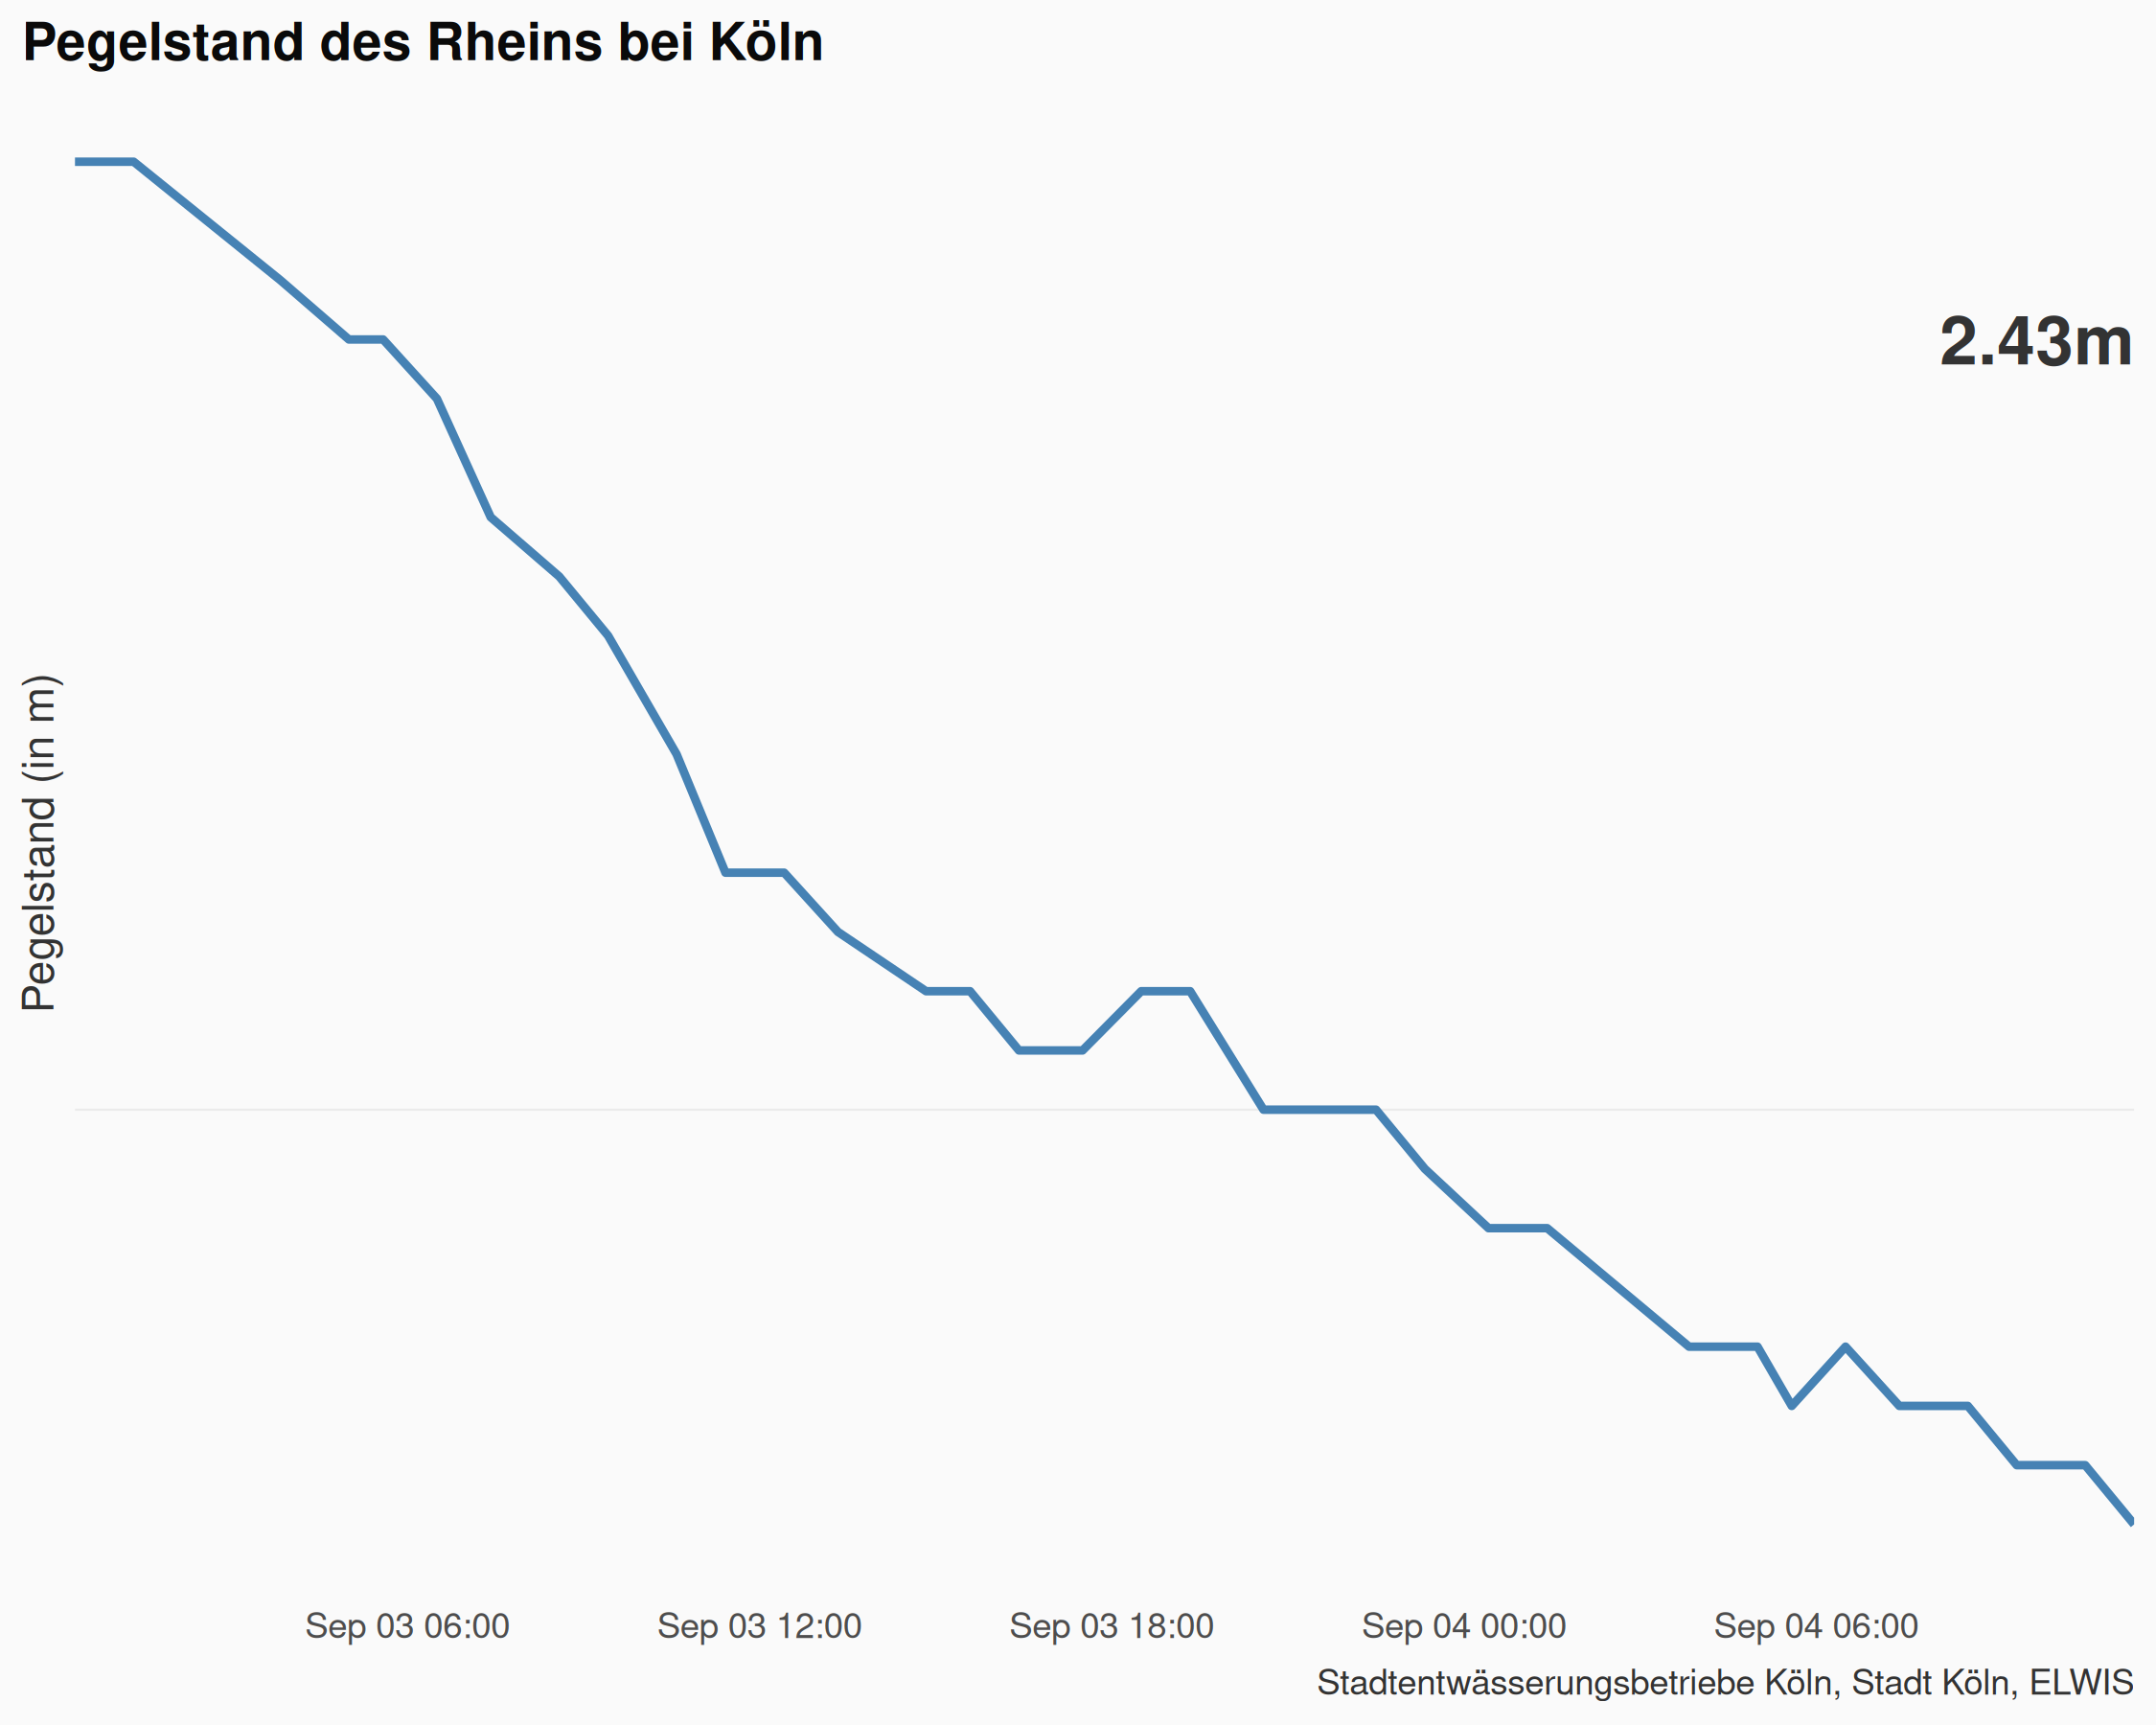 Pegelstand des Rheins bei Köln
2.43m
Pegelstand (in m)
Sep 03 06:00
Sep 03 12:00
Sep 03 18:00
Sep 04 00:00
Sep 04 06:00
Stadtentwässerungsbetriebe Köln, Stadt Köln, ELWIS